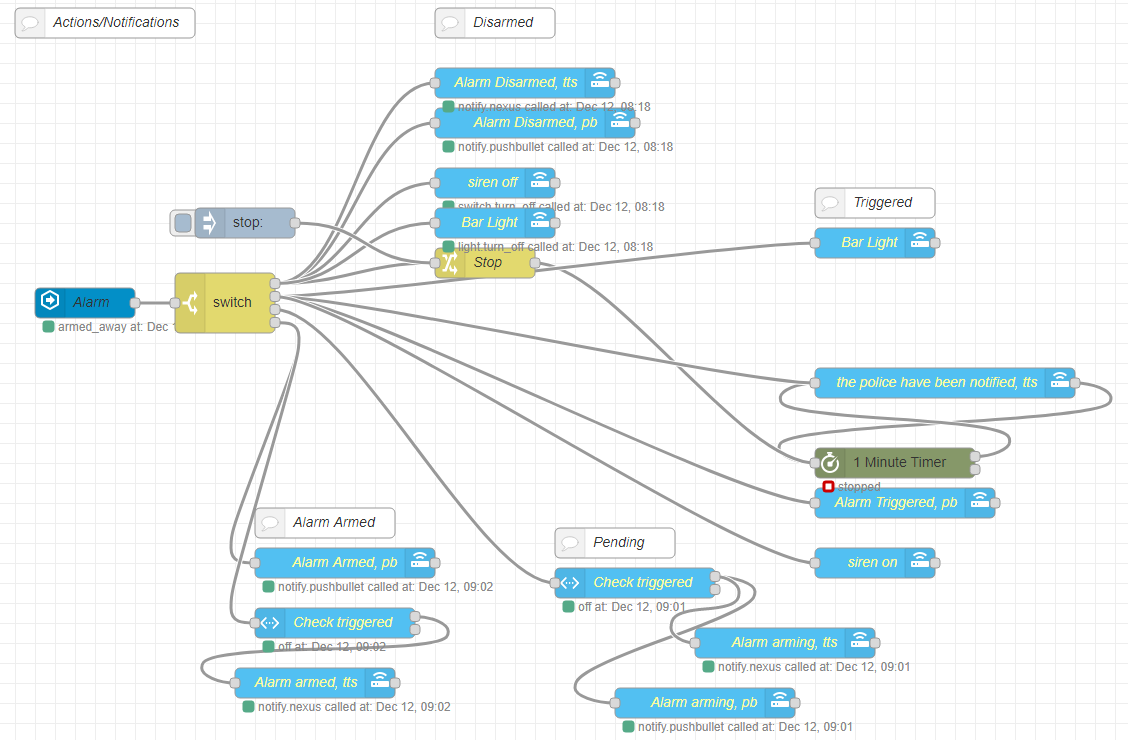 Actions/Notifications
Disarmed
Alarm Disarmed, tts
notify.nexus called at: Dec 12, 08:18
Alarm Disarmed, pb
notify.pushbullet called at: Dec 12, 08:18
siren off
switch.turn_off called at: Dec 12, 08:18
Triggered
stop:
Bar Light
Bar Light
light.turn_off called at: Dec 12, 08:18
Stop
Alarm
switch
armed_away at: Dec
the police have been notified, tts
1 Minute Timer
stopped
Alarm Triggered, pb
Alarm Armed
Pending
Alarm Armed, pb
siren on
notify.pushbullet called at: Dec 12, 09:02
Check triggered
off at: Dec 12, 09:01
Check triggered
off at: Dec 12, 09:02
Alarm arming, tts
notify.nexus called at: Dec 12, 09:01
Alarm armed, tts
notify.nexus called at: Dec 12, 09:02
Alarm arming, pb
notify.pushbullet called at: Dec 12, 09:01